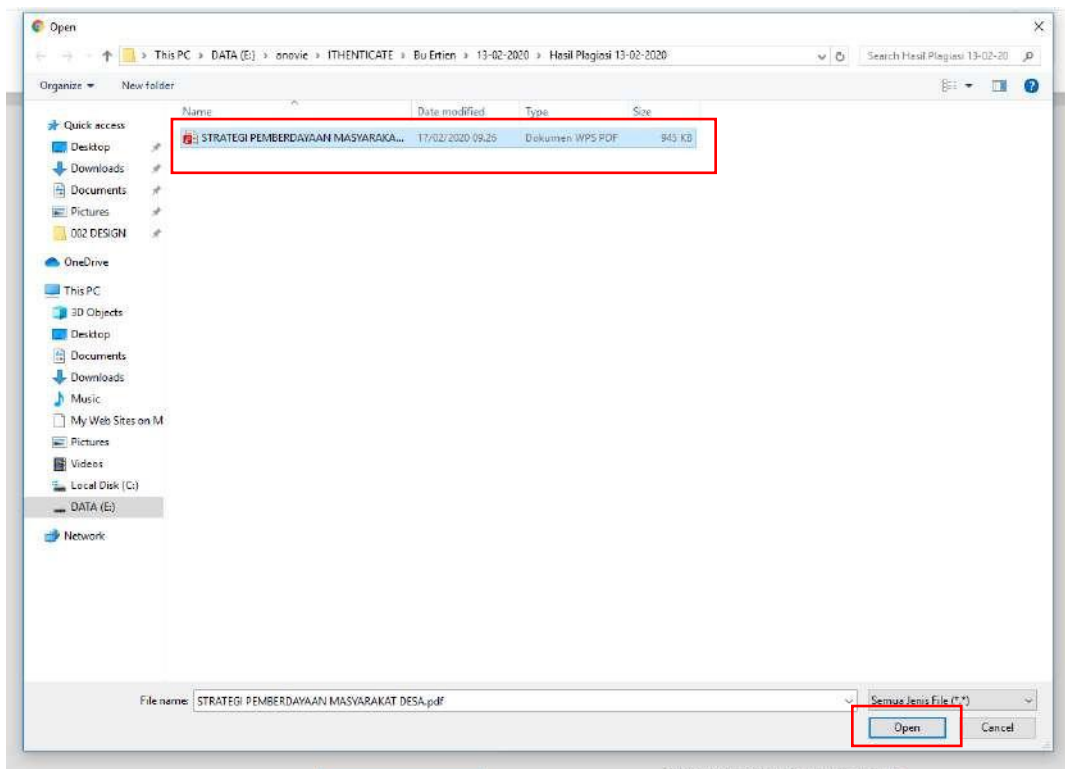 Open
This PC > DATA (E:) > anovie > ITHENTICATE > Bu Ertien > 13-02-2020 > Hasil Plagiasi 13-02-2020
Search Hasil Plagiasi 13-02-20
Organize
New folder
Name Date modified Type Size
STRATEGI PEMBERDAYAAN MASYARAKA... 17/02/2020 09.26 Dokumen WPS PDF 945 KB
Quick access
Desktop
Downloads
Documents
Pictures
002 DESIGN
OneDrive
This PC
3D Objects
Desktop
Documents
Downloads
Music
My Web Sites on M
Pictures
Videos
Local Disk (C:)
DATA (E:)
Network
File name: STRATEGI PEMBERDAYAAN MASYARAKAT DESA.pdf
Semua Jenis File (*.*)
Open Cancel